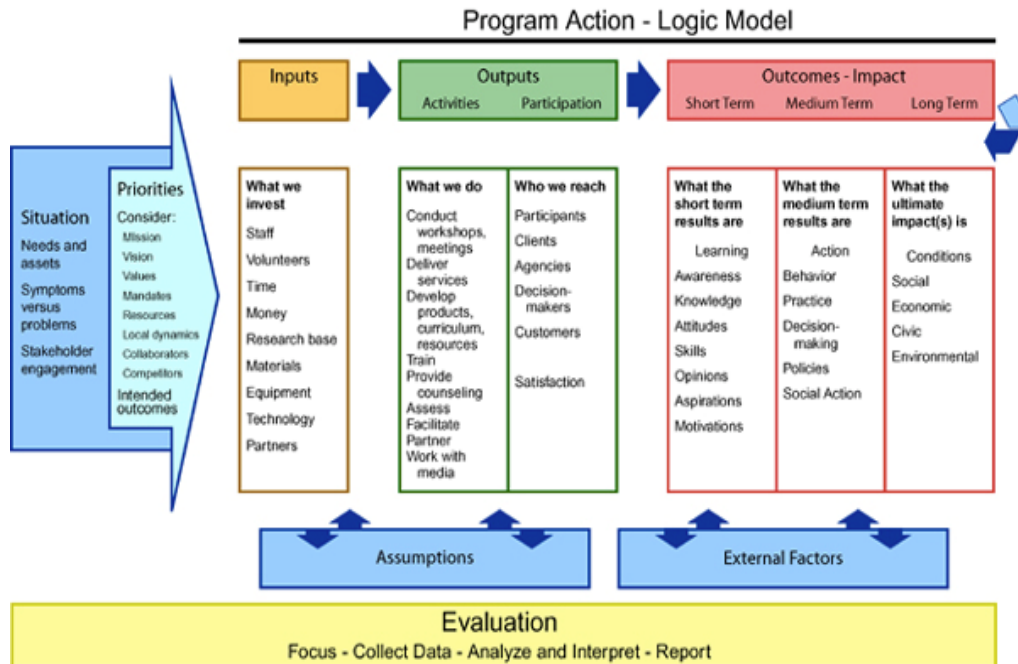 Program Action - Logic Model
Inputs
Outputs
Activities
Participation
Outcomes - Impact
Short Term
Medium Term
Long Term
Situation
Needs and
assets
Symptoms
versus
problems
Stakeholder
engagement
Priorities
Consider:
Mission
Vision
Values
Mandates
Resources
Local dynamics
Collaborators
Competitors
Intended
outcomes
What we
invest
Staff
Volunteers
Time
Money
Research base
Materials
Equipment
Technology
Partners
What we do
Conduct
workshops,
meetings
Deliver
services
Develop
products,
curriculum,
resources
Train
Provide
counseling
Assess
Facilitate
Partner
Work with
media
Who we reach
Participants
Clients
Agencies
Decision-
makers
Customers
Satisfaction
What the
short term
results are
Learning
Awareness
Knowledge
Attitudes
Skills
Opinions
Aspirations
Motivations
What the
medium term
results are
Action
Behavior
Practice
Decision-
making
Policies
Social Action
What the
ultimate
impact(s) is
Conditions
Social
Economic
Civic
Environmental
Assumptions
External Factors
Evaluation
Focus - Collect Data - Analyze and Interpret - Report